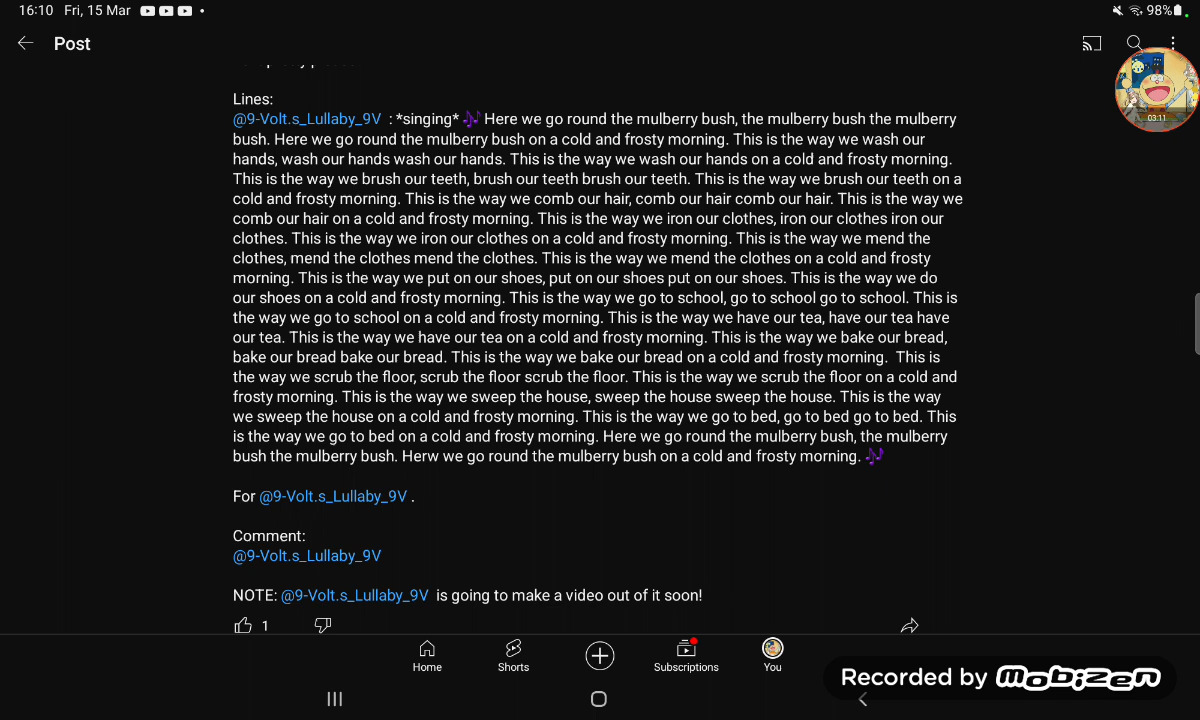 16:10 Fri, 15 Mar
98%
Post
03:11
Lines:
@9-Volt.s_Lullaby_9V : *singing* 🎶 Here we go round the mulberry bush, the mulberry bush the mulberry
bush. Here we go round the mulberry bush on a cold and frosty morning. This is the way we wash our
hands, wash our hands wash our hands. This is the way we wash our hands on a cold and frosty morning.
This is the way we brush our teeth, brush our teeth brush our teeth. This is the way we brush our teeth on a
cold and frosty morning. This is the way we comb our hair, comb our hair comb our hair. This is the way we
comb our hair on a cold and frosty morning. This is the way we iron our clothes, iron our clothes iron our
clothes. This is the way we iron our clothes on a cold and frosty morning. This is the way we mend the
clothes, mend the clothes mend the clothes. This is the way we mend the clothes on a cold and frosty
morning. This is the way we put on our shoes, put on our shoes put on our shoes. This is the way we do
our shoes on a cold and frosty morning. This is the way we go to school, go to school go to school. This is
the way we go to school on a cold and frosty morning. This is the way we have our tea, have our tea have
our tea. This is the way we have our tea on a cold and frosty morning. This is the way we bake our bread,
bake our bread bake our bread. This is the way we bake our bread on a cold and frosty morning.  This is
the way we scrub the floor, scrub the floor scrub the floor. This is the way we scrub the floor on a cold and
frosty morning. This is the way we sweep the house, sweep the house sweep the house. This is the way
we sweep the house on a cold and frosty morning. This is the way we go to bed, go to bed go to bed. This
is the way we go to bed on a cold and frosty morning. Here we go round the mulberry bush, the mulberry
bush the mulberry bush. Herw we go round the mulberry bush on a cold and frosty morning. 🎶
For @9-Volt.s_Lullaby_9V .
Comment:
@9-Volt.s_Lullaby_9V
NOTE: @9-Volt.s_Lullaby_9V  is going to make a video out of it soon!
1
Home
Shorts
Subscriptions
You
Recorded by mobizen